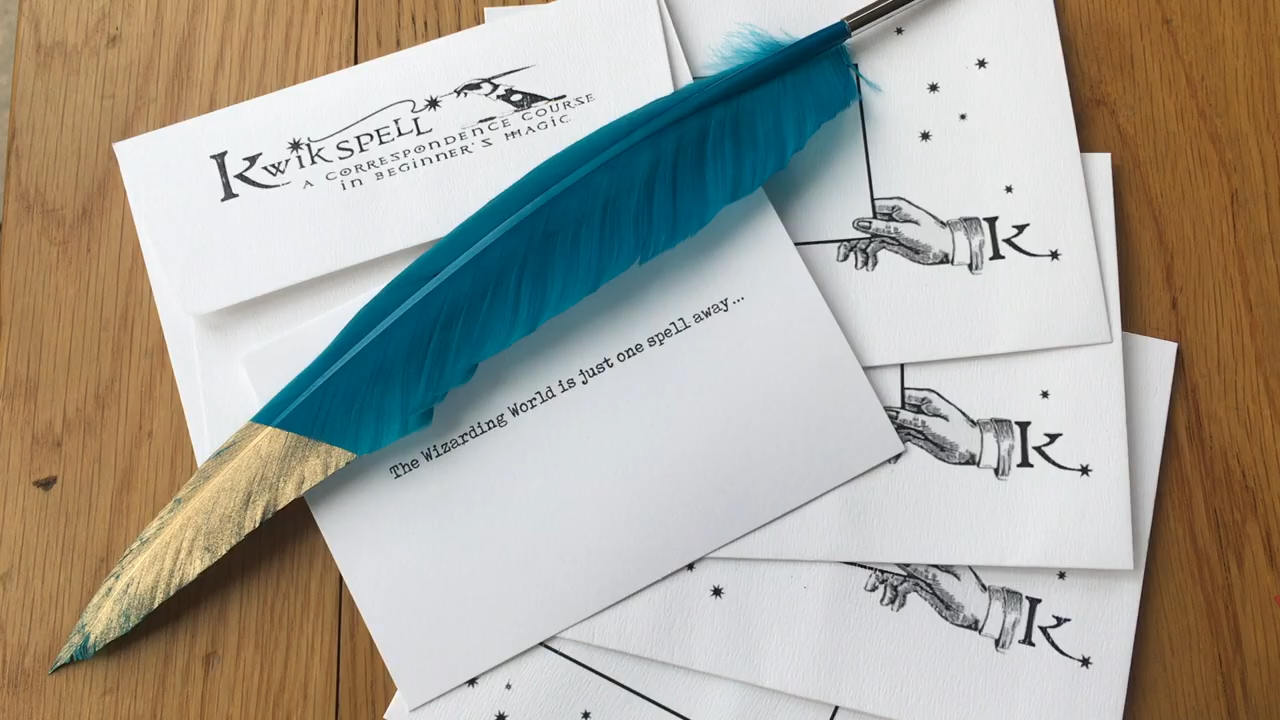 KwikSPELL
A CORRESPONDENCE COURSE
in BEGINNER'S MAGIC
The Wizarding World is just one spell away...
K
K
K